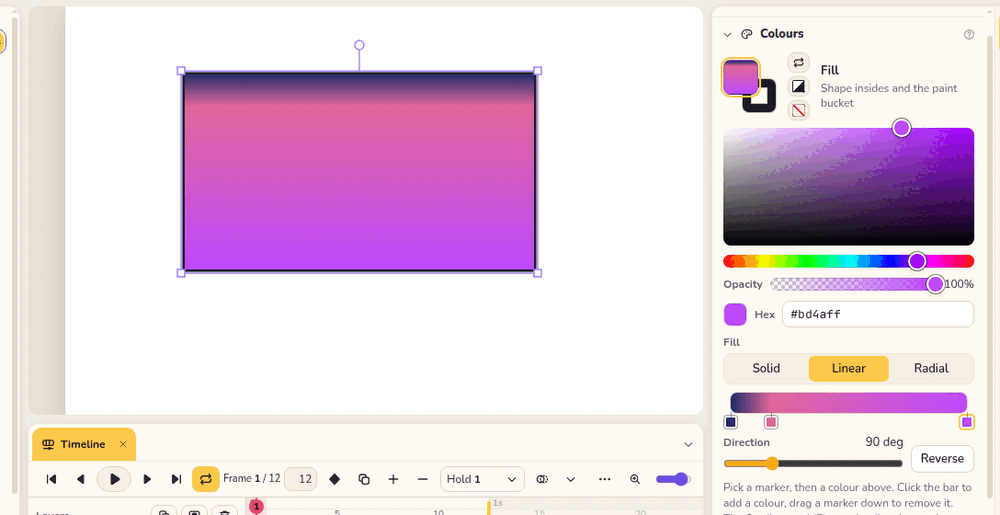 Colours
Fill
Shape insides and the paint
bucket
Opacity 100%
Hex #bd4aff
Fill
Solid Linear Radial
Direction 90 deg
Reverse
Pick a marker, then a colour above. Click the bar to
add a colour, drag a marker down to remove it.
Timeline
Frame 1 / 12 12 Hold 1
1 5 10 1s 15 20